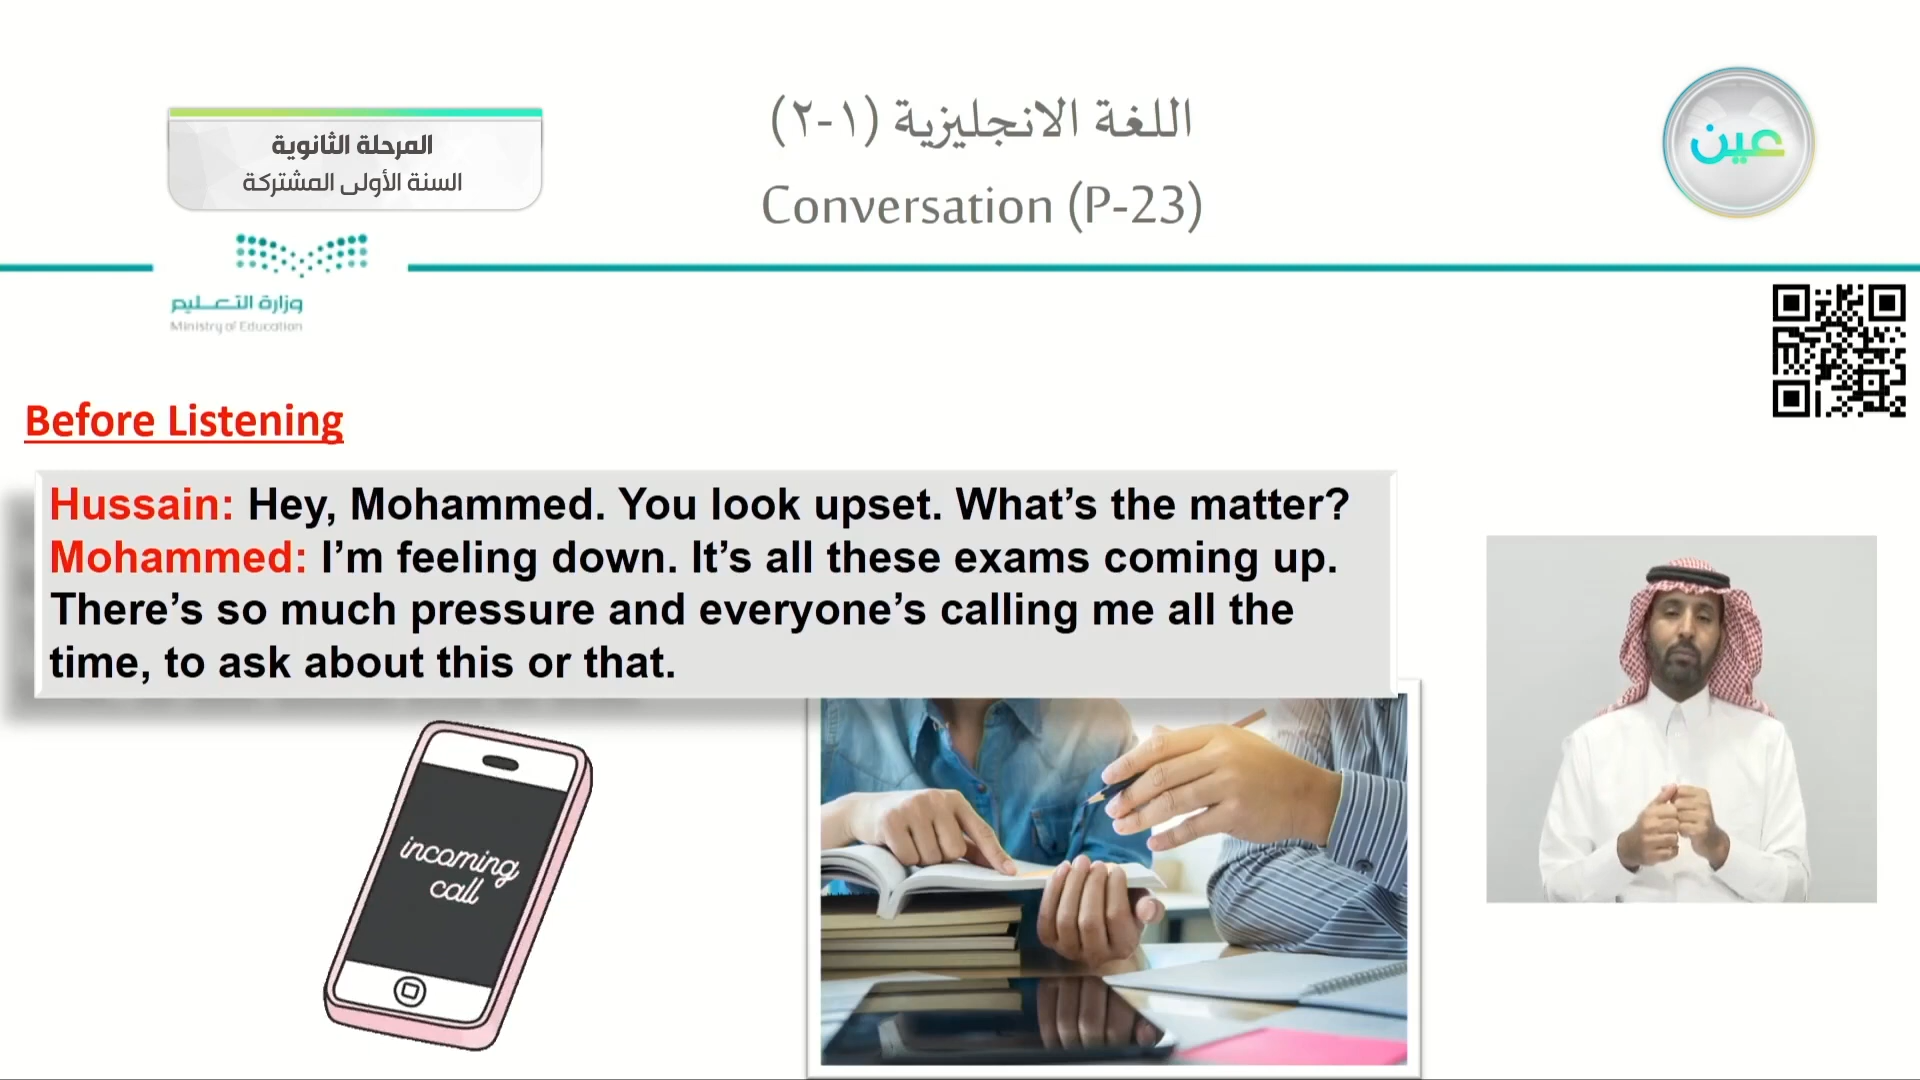 اللغة الانجليزية (١-٢)
Conversation (P-23)
المرحلة الثانوية
السنة الأولى المشتركة
عين
وزارة التعليم
Ministry of Education
Before Listening
Hussain: Hey, Mohammed. You look upset. What’s the matter?
Mohammed: I’m feeling down. It’s all these exams coming up.
There’s so much pressure and everyone’s calling me all the
time, to ask about this or that.
incoming
call